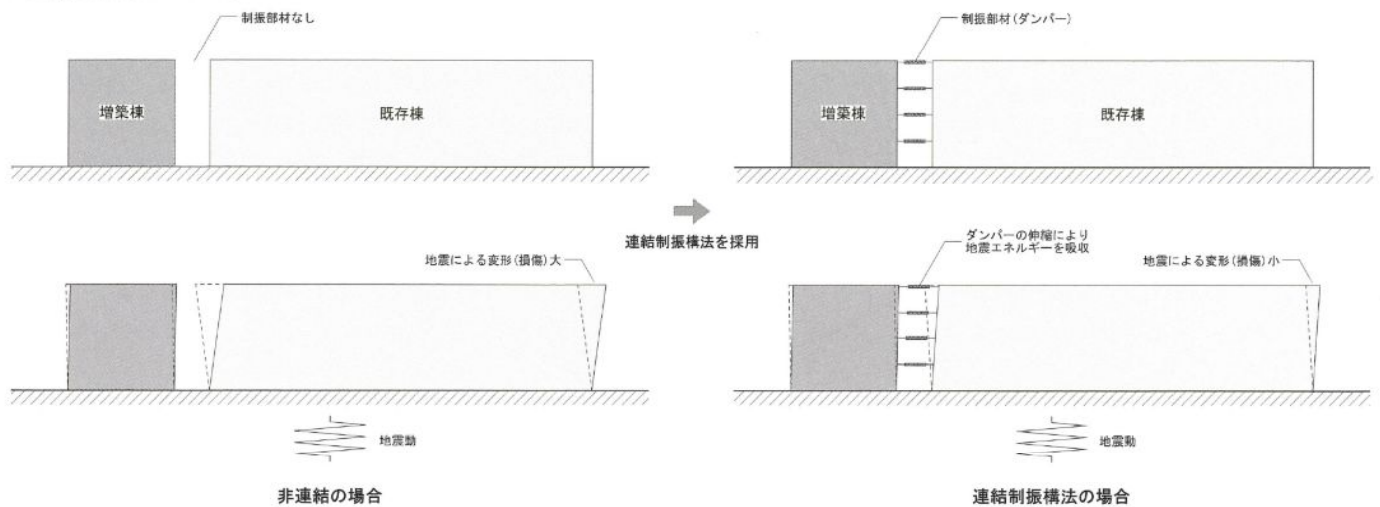 制振部材なし
増築棟
既存棟
制振部材(ダンパー)
増築棟
既存棟
連結制振構法を採用
地震による変形(損傷)大
地震動
非連結の場合
ダンパーの伸縮により
地震エネルギーを吸収
地震による変形(損傷)小
地震動
連結制振構法の場合